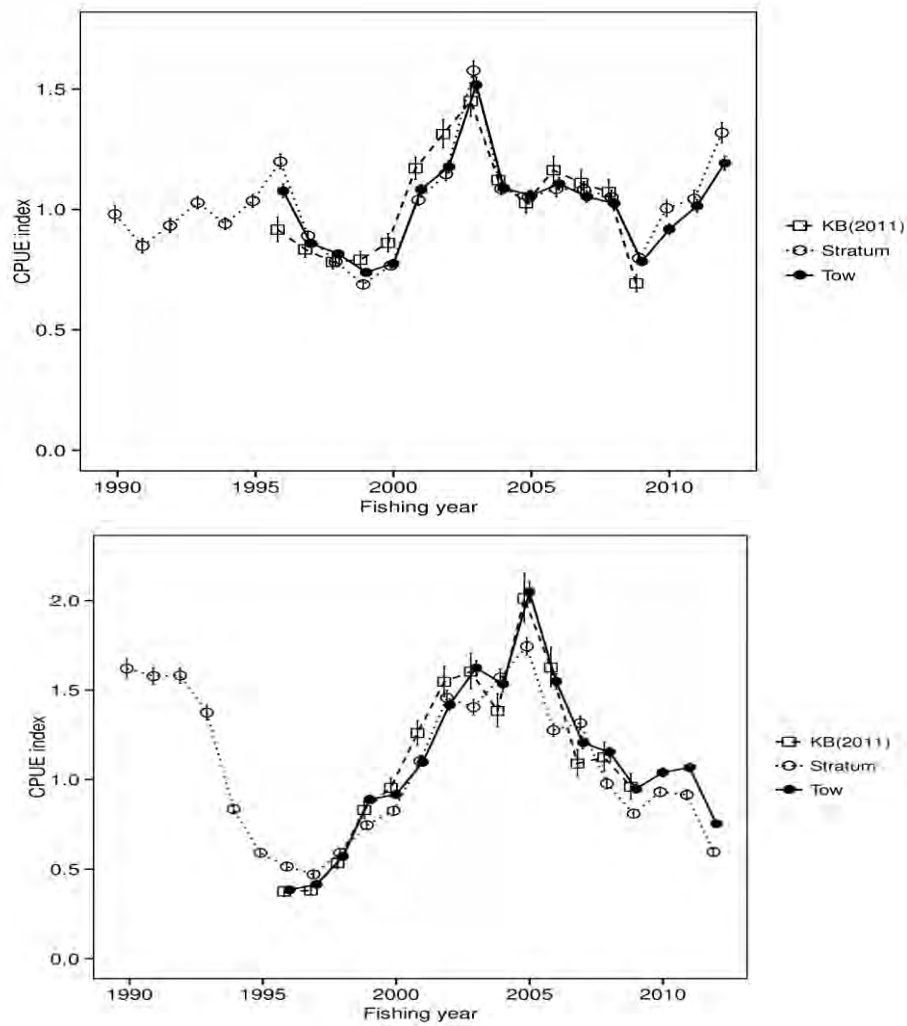 1.5
1.0
0.5
0.0
CPUE index
1990 1995 2000 2005 2010
Fishing year
KB(2011)
Stratum
Tow
2.0
1.5
1.0
0.5
0.0
CPUE index
1990 1995 2000 2005 2010
Fishing year
KB(2011)
Stratum
Tow